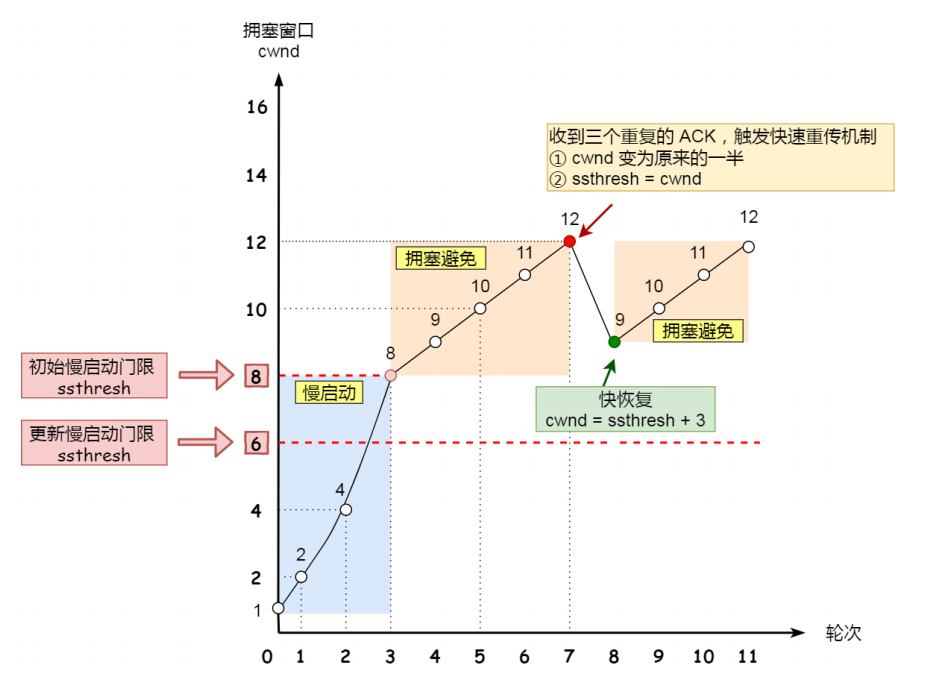 拥塞窗口
cwnd
16
14
12
10
8
6
4
2
1
收到三个重复的 ACK，触发快速重传机制
① cwnd 变为原来的一半
② ssthresh = cwnd
初始慢启动门限
ssthresh
更新慢启动门限
ssthresh
慢启动
2
4
8
拥塞避免
9
10
11
12
9
10
11
12
拥塞避免
快恢复
cwnd = ssthresh + 3
0 1 2 3 4 5 6 7 8 9 10 11
轮次